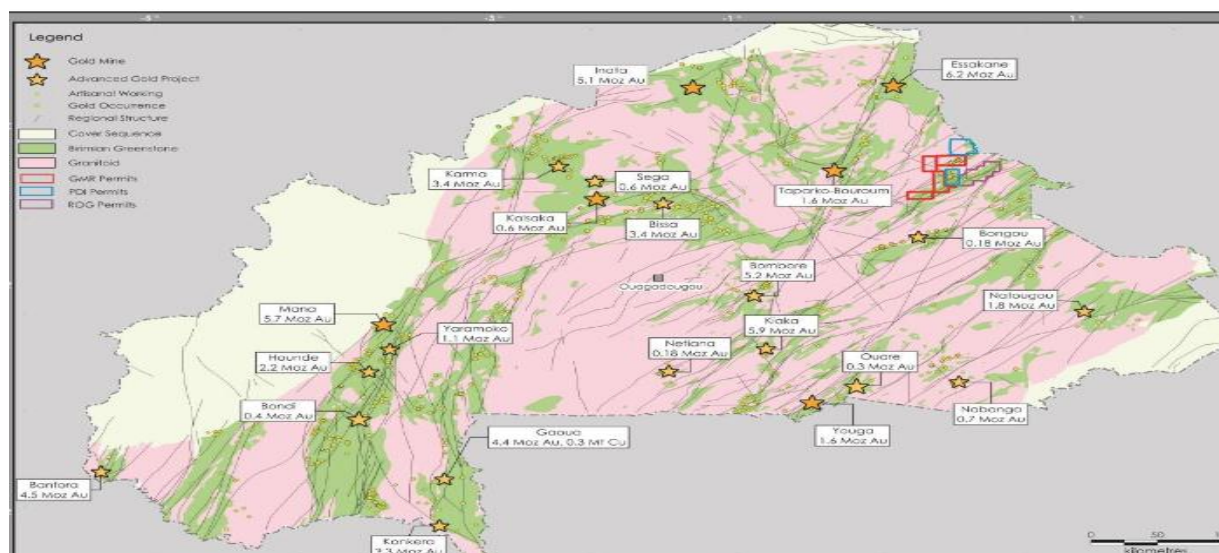 -1°
1°
Legend
Gold Mine
Advanced Gold Project
Artisanal Working
Gold Occurrence
Regional Structure
Cover Sequence
Birimian Greenstone
Granitoid
GMR Permits
PDI Permits
Inata
5.1 Moz Au
Essakane
6.2 Moz Au
Karma
3.4 Moz Au
Sega
0.6 Moz Au
Taparko-Bouroum
1.6 Moz Au
Kalsaka
0.6 Moz Au
Bissa
3.4 Moz Au
Bongou
0.18 Moz Au
Bombore
5.2 Moz Au
Ouagadougou
Natougou
1.8 Moz Au
Mana
5.7 Moz Au
Yaramoko
1.1 Moz Au
Kiaka
5.9 Moz Au
Netiana
0.18 Moz Au
Hounde
2.2 Moz Au
Ouare
0.3 Moz Au
Bondi
0.4 Moz Au
Nabanga
0.7 Moz Au
Gaoua
4.4 Moz Au, 0.3 Mt Cu
Youga
1.6 Moz Au
Banfora
4.5 Moz Au
Konkera
0 50
kilometres